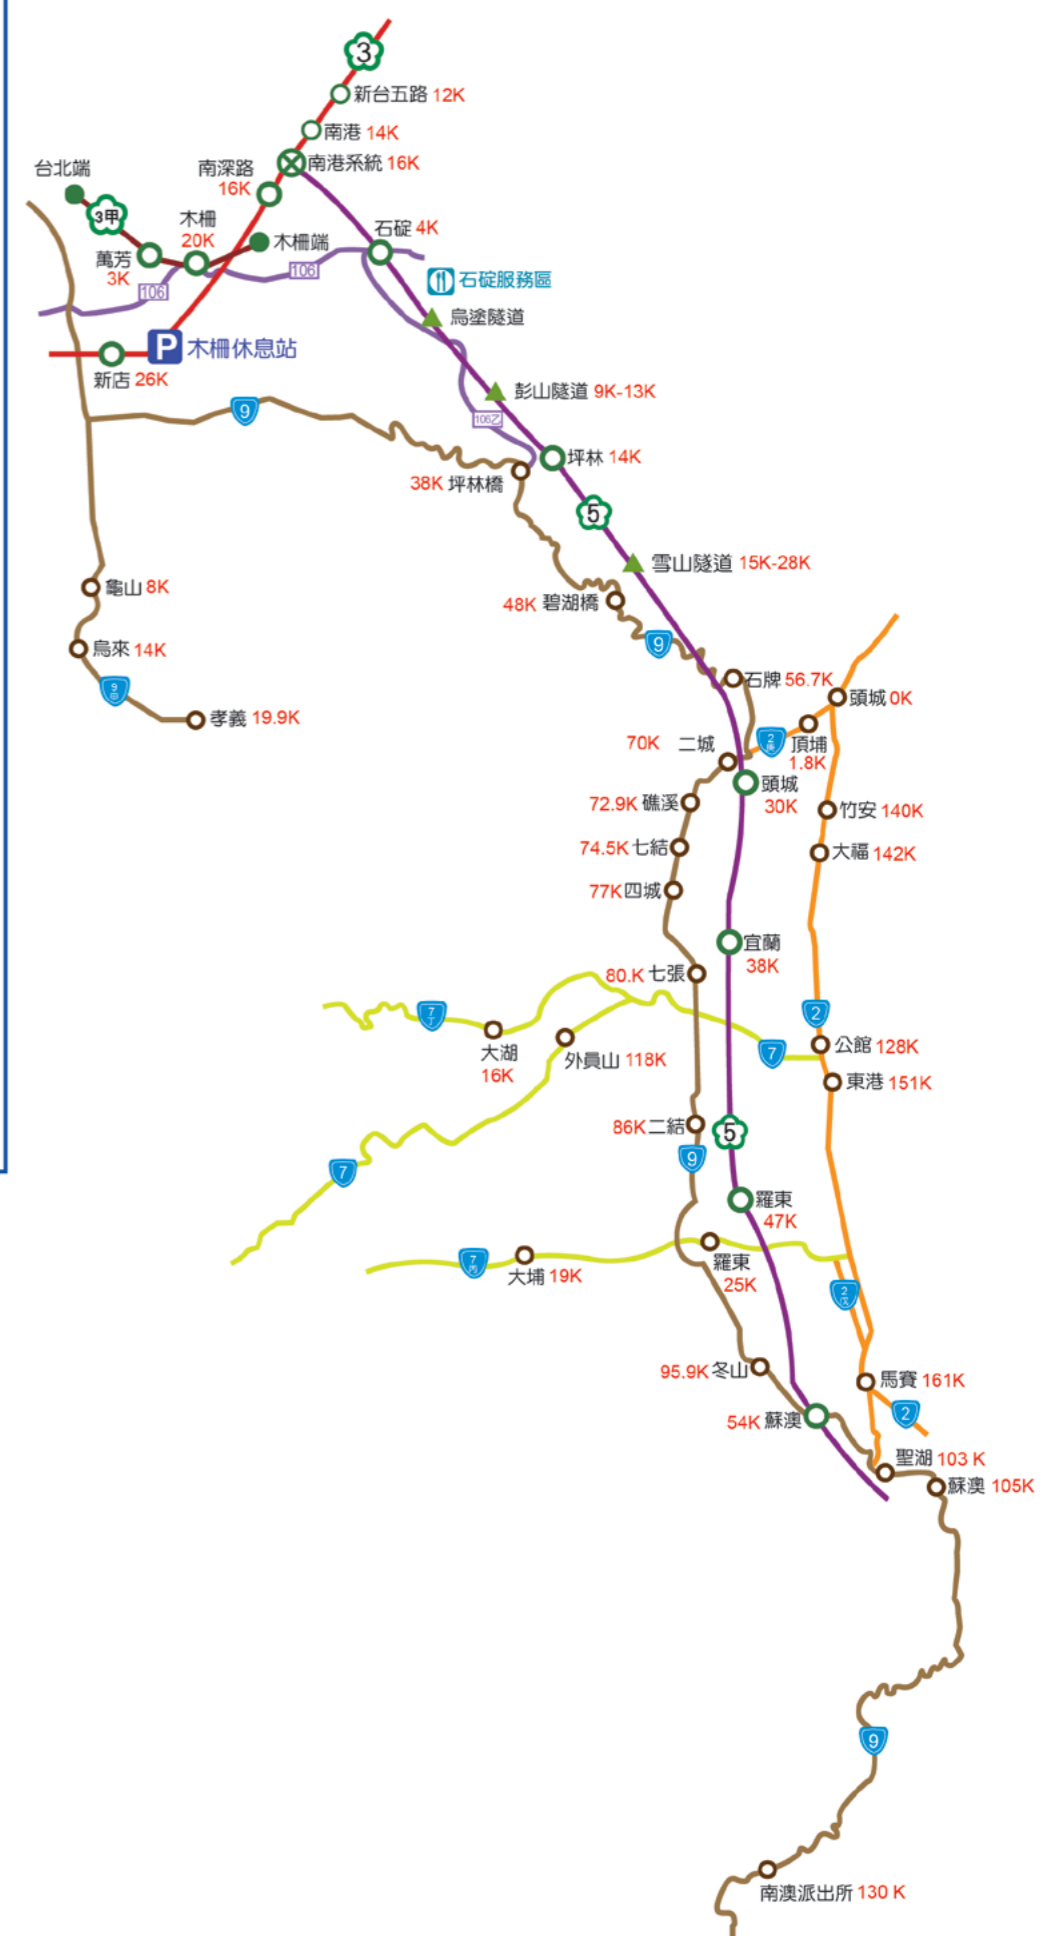 3
新台五路 12K
南港 14K
南港系統 16K
南深路
16K
台北端
3甲
木柵
20K
木柵端
萬芳
3K
石碇 4K
106
106
石碇服務區
烏塗隧道
P 木柵休息站
新店 26K
彭山隧道 9K-13K
9
106乙
坪林 14K
38K 坪林橋
5
雪山隧道 15K-28K
龜山 8K
48K 碧湖橋
9
烏來 14K
石牌 56.7K
9甲
頭城 0K
孝義 19.9K
70K 二城
2庚
頂埔
1.8K
頭城
30K
72.9K 礁溪
竹安 140K
74.5K 七結
大福 142K
77K 四城
宜蘭
38K
80.K 七張
7丁
2
大湖
16K
外員山 118K
7
公館 128K
東港 151K
86K 二結
5
9
7
羅東
47K
羅東
25K
7丙
大埔 19K
2戊
95.9K 冬山
馬賽 161K
54K 蘇澳
2
聖湖 103 K
蘇澳 105K
9
南澳派出所 130 K